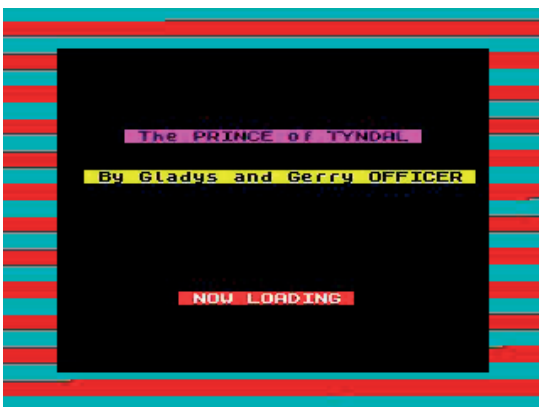 The PRINCE of TYNDAL
By Gladys and Gerry OFFICER
NOW LOADING